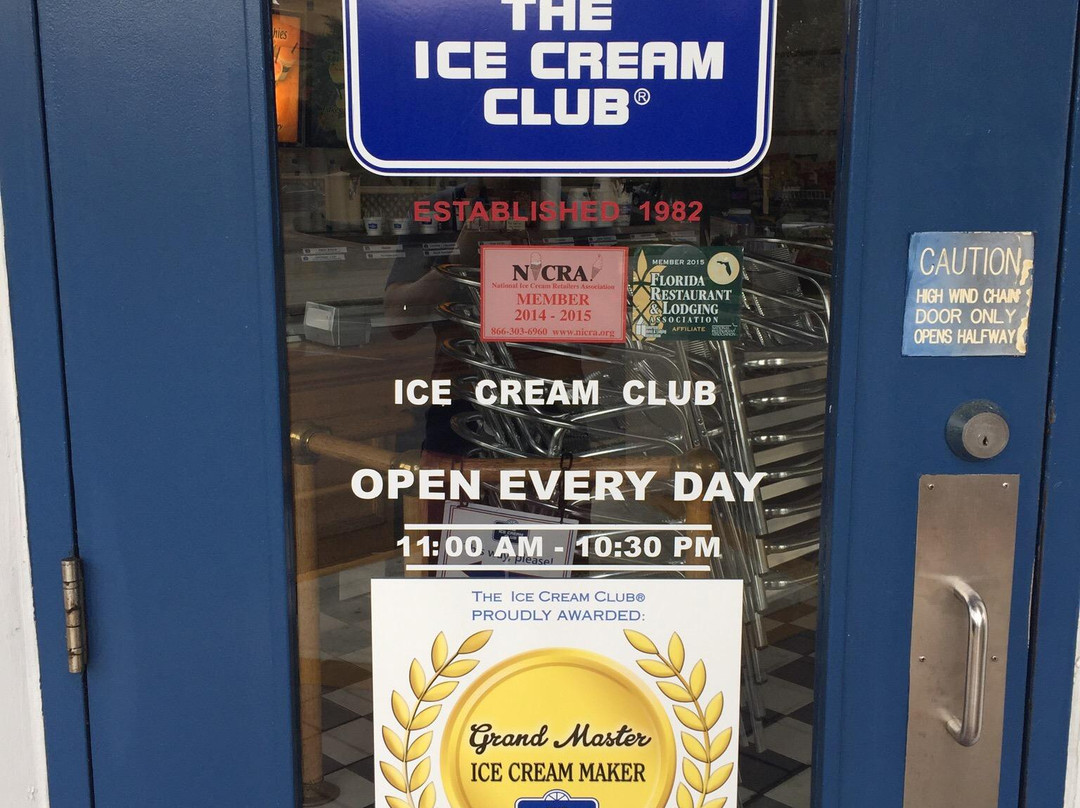 THE
ICE CREAM
CLUB®
ESTABLISHED 1982
NICRA
National Ice Cream Retailers Association
MEMBER
2014 - 2015
866-303-6960 www.nicra.org
MEMBER 2015
FLORIDA
RESTAURANT
& LODGING
ASSOCIATION
AFFILIATE
CAUTION
HIGH WIND CHAIN
DOOR ONLY
OPENS HALFWAY
ICE CREAM CLUB
OPEN EVERY DAY
11:00 AM - 10:30 PM
way, please!
THE ICE CREAM CLUB®
PROUDLY AWARDED:
Grand Master
ICE CREAM MAKER